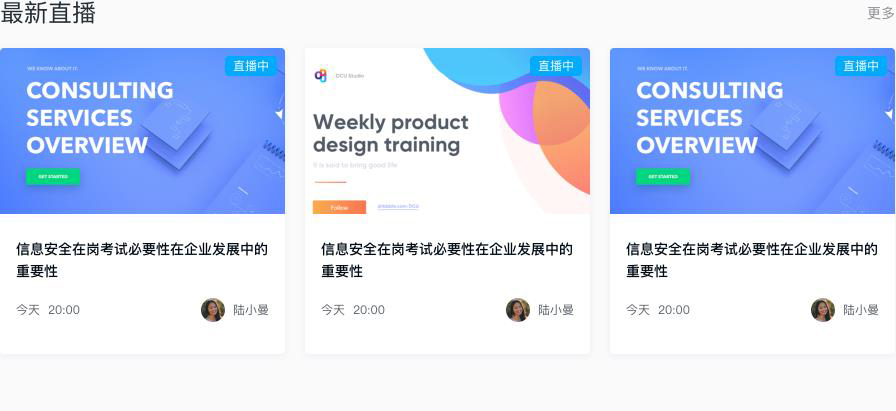 最新直播
更多
直播中
WE KNOW ABOUT IT.
CONSULTING
SERVICES
OVERVIEW
GET STARTED
信息安全在岗考试必要性在企业发展中的
重要性
今天 20:00
陆小曼
直播中
DCU Studio
Weekly product
design training
It is said to bring good life
Follow
dribbble.com/DCU
信息安全在岗考试必要性在企业发展中的
重要性
今天 20:00
陆小曼
直播中
WE KNOW ABOUT IT.
CONSULTING
SERVICES
OVERVIEW
GET STARTED
信息安全在岗考试必要性在企业发展中的
重要性
今天 20:00
陆小曼